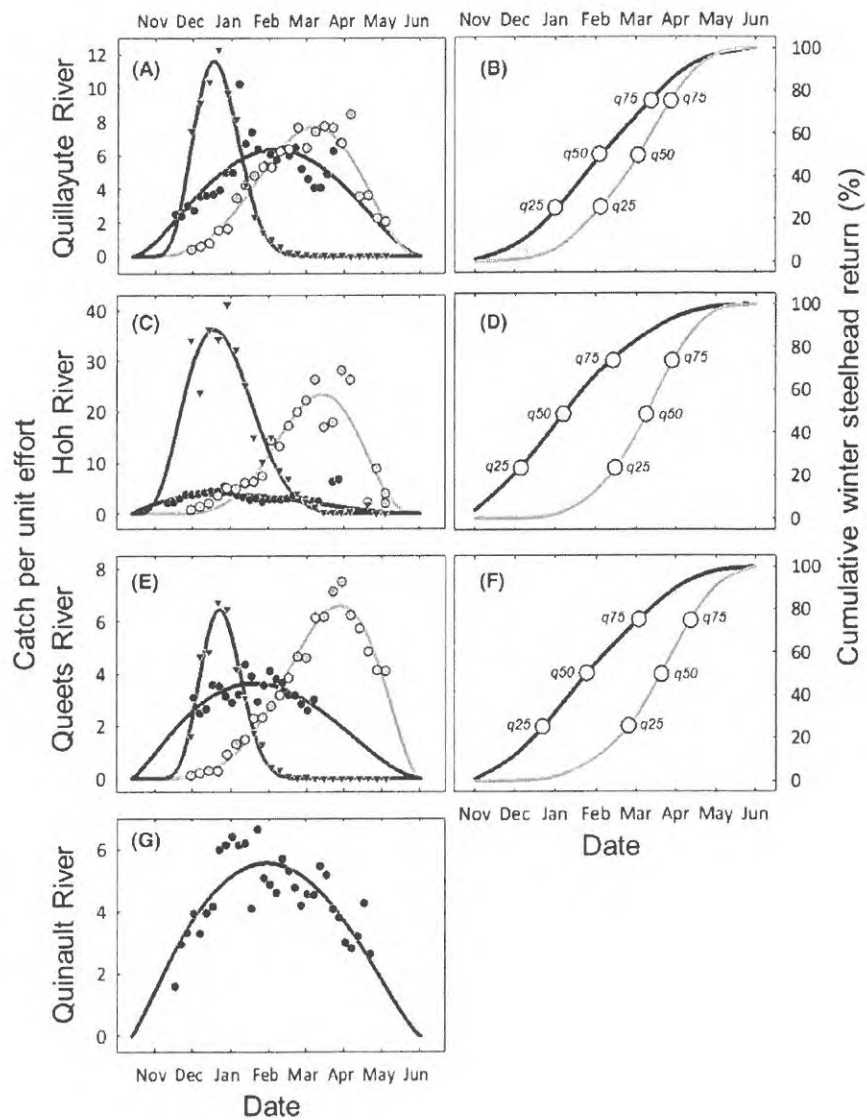 Nov Dec Jan Feb Mar Apr May Jun
Nov Dec Jan Feb Mar Apr May Jun
Catch per unit effort
Cumulative winter steelhead return (%)
Quillayute River
12
10
8
6
4
2
0
(A)
(B)
q25
q50
q75
q25
q50
q75
100
80
60
40
20
0
Hoh River
40
30
20
10
0
(C)
(D)
q25
q50
q75
q25
q50
q75
100
80
60
40
20
0
Queets River
8
6
4
2
0
(E)
(F)
q25
q50
q75
q25
q50
q75
100
80
60
40
20
0
Nov Dec Jan Feb Mar Apr May Jun
Date
Quinault River
6
4
2
0
(G)
Nov Dec Jan Feb Mar Apr May Jun
Date